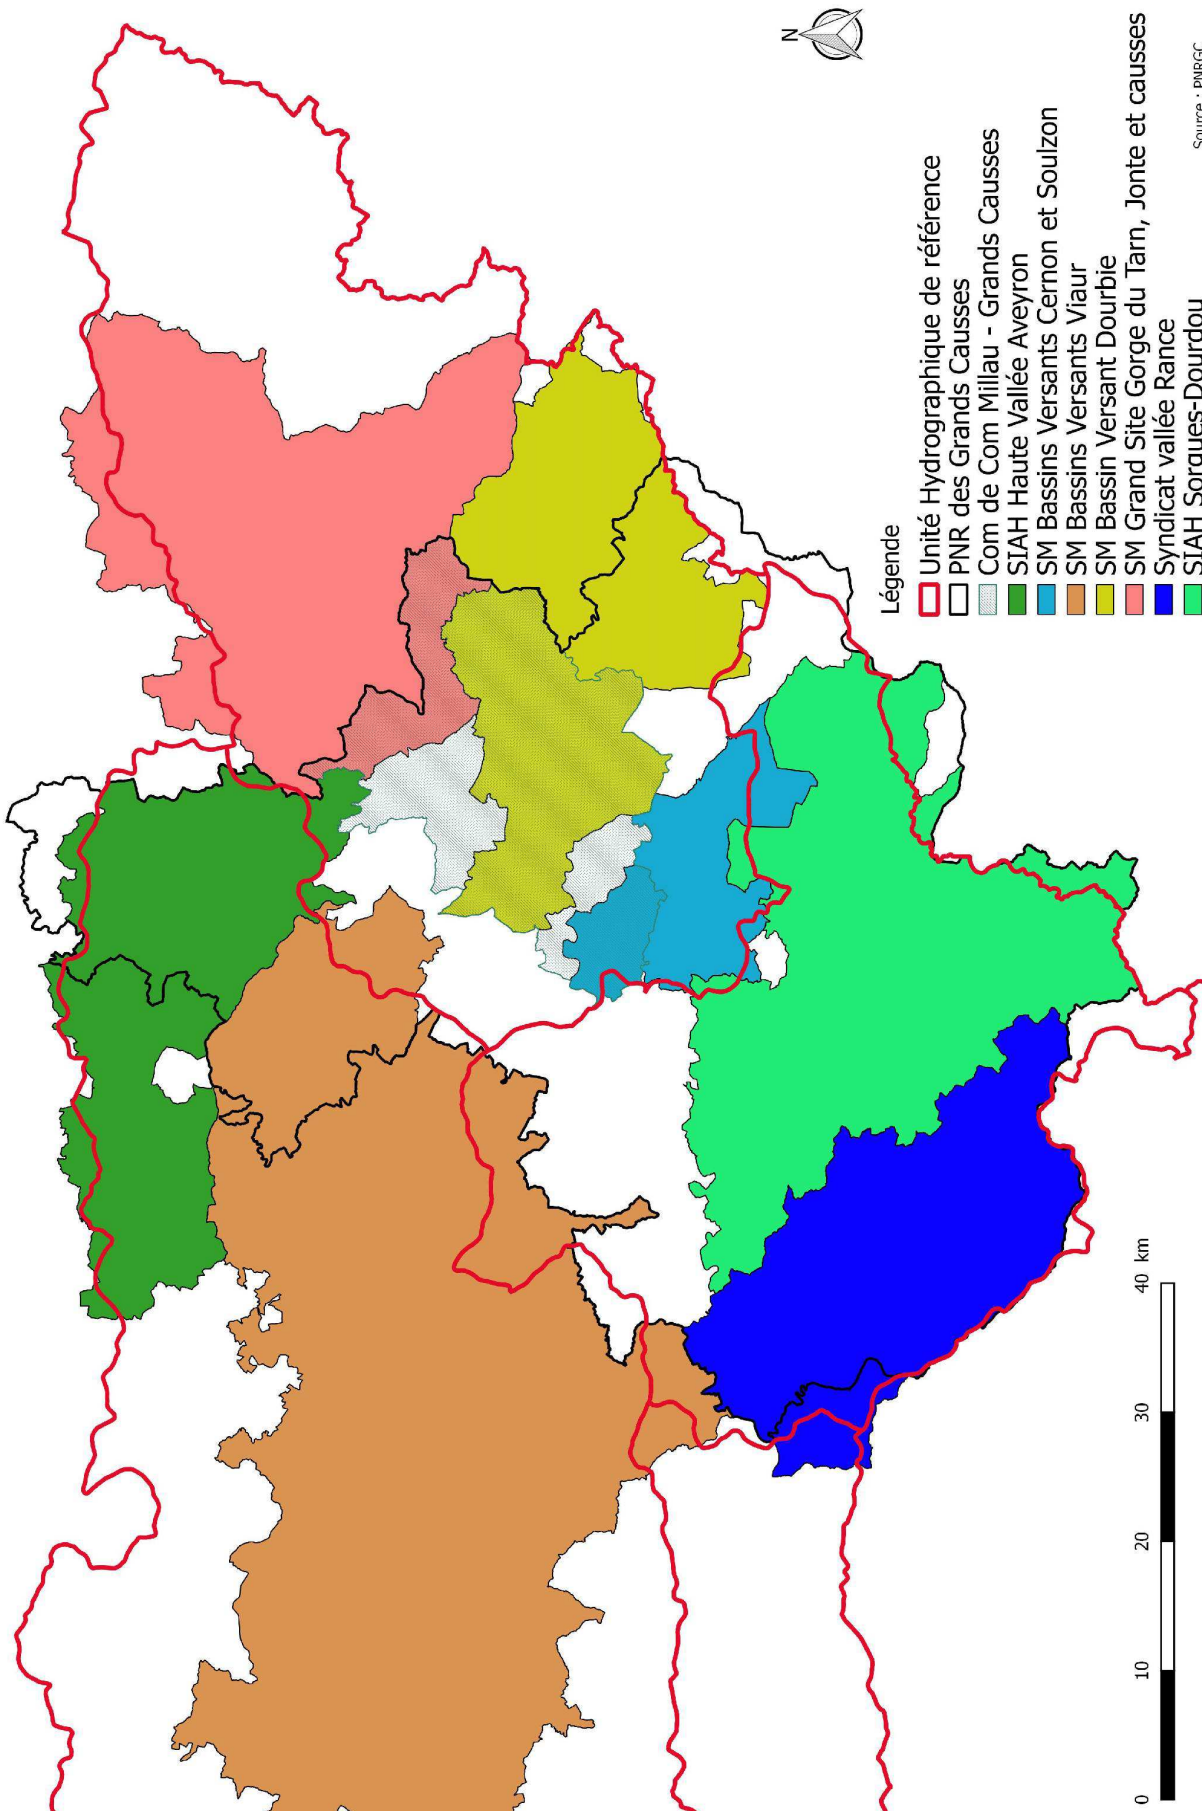 N
Légende
Unité Hydrographique de référence
PNR des Grands Causses
Com de Com Millau - Grands Causses
SIAH Haute Vallée Aveyron
SM Bassins Versants Cernon et Soulzon
SM Bassins Versants Viaur
SM Bassin Versant Dourbie
SM Grand Site Gorge du Tarn, Jonte et causses
Syndicat vallée Rance
SIAH Sorgues-Dourdou
0 10 20 30 40 km
Source : PNRGC